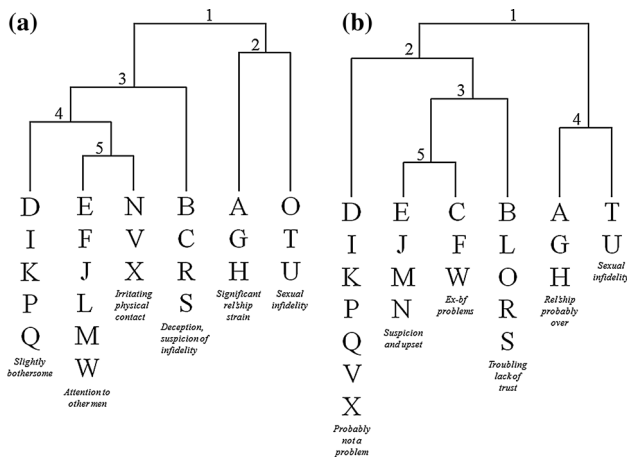 (a)
1
2
3
4
5
D E N B A O
I F V C G T
K J X R H U
P L Irritating physical contact S Significant rel'ship strain Sexual infidelity
Q M Deception, suspicion of infidelity
Slightly bothersome W
Attention to other men
(b)
1
2
3
4
5
D E C B A T
I J F L G U
K M W O H Sexual infidelity
P N Ex-bf problems R Rel'ship probably over
Q Suspicion and upset S
V Troubling lack of trust
X
Probably not a problem